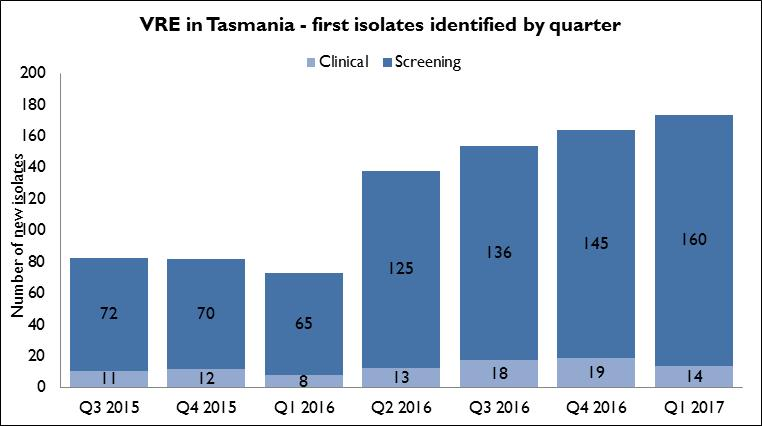 VRE in Tasmania - first isolates identified by quarter
Clinical Screening
Number of new isolates
200
180
160
140
120
100
80
60
40
20
0
72 70 65 125 136 145 160
11 12 8 13 18 19 14
Q3 2015 Q4 2015 Q1 2016 Q2 2016 Q3 2016 Q4 2016 Q1 2017